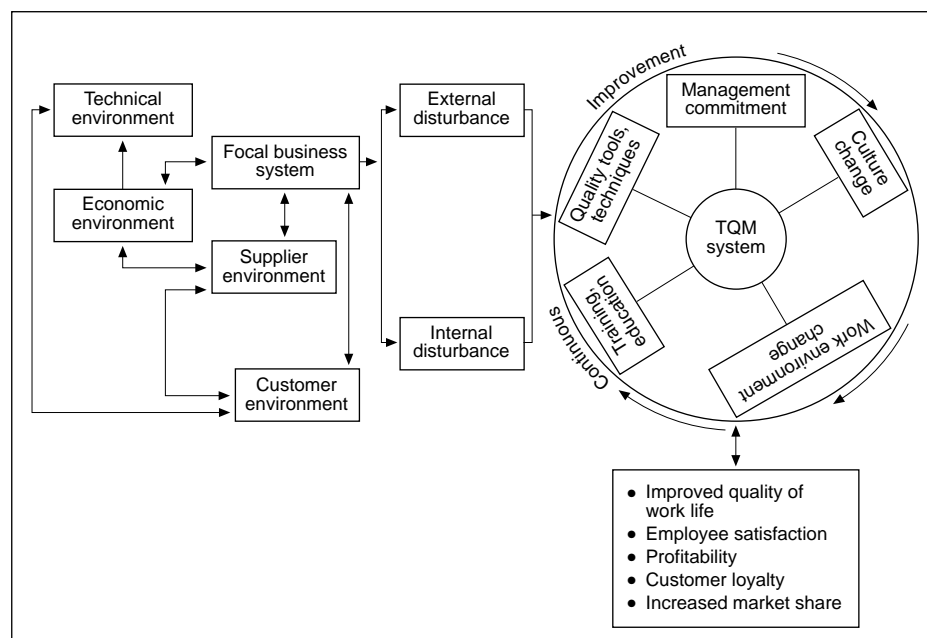 Technical
environment
Economic
environment
Focal business
system
Supplier
environment
Customer
environment
External
disturbance
Internal
disturbance
Continuous
Improvement
Management
commitment
Culture
change
Quality tools,
techniques
TQM
system
Training,
education
Work environment
change
● Improved quality of
work life
● Employee satisfaction
● Profitability
● Customer loyalty
● Increased market share